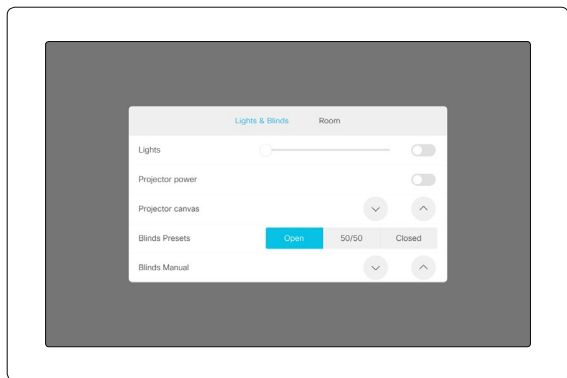 Lights & Blinds Room
Lights
Projector power
Projector canvas
Blinds Presets Open 50/50 Closed
Blinds Manual